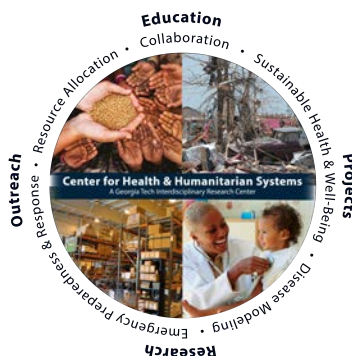 Education
Collaboration • Sustainable Health & Well-Being • Disease Modeling • Emergency Preparedness & Response • Resource Allocation •
Projects
Research
Outreach
Center for Health & Humanitarian Systems
A Georgia Tech Interdisciplinary Research Center